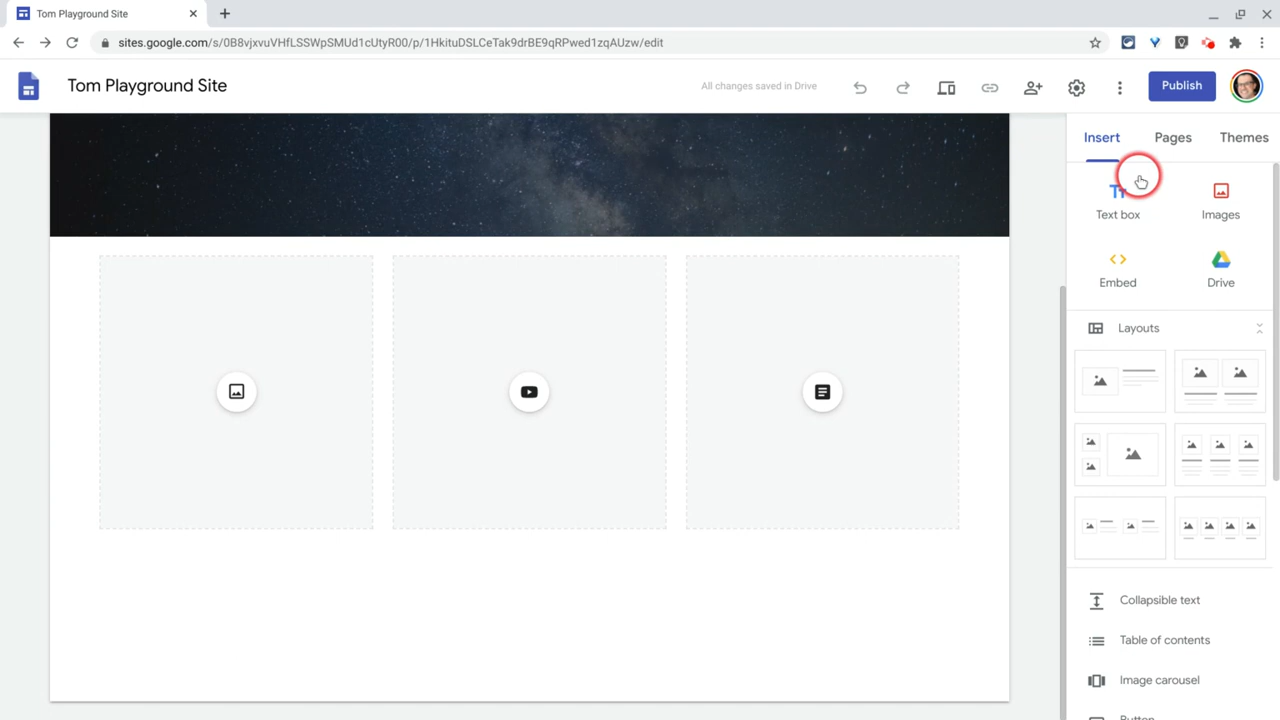 Tom Playground Site
sites.google.com/s/0B8vjxvuVHfLSSWpSMUd1cUtyR00/p/1HkituDSLCeTak9drBE9qRPwed1zqAUzw/edit
Tom Playground Site
All changes saved in Drive
Publish
Insert
Pages
Themes
Text box
Images
Embed
Drive
Layouts
Collapsible text
Table of contents
Image carousel
Button